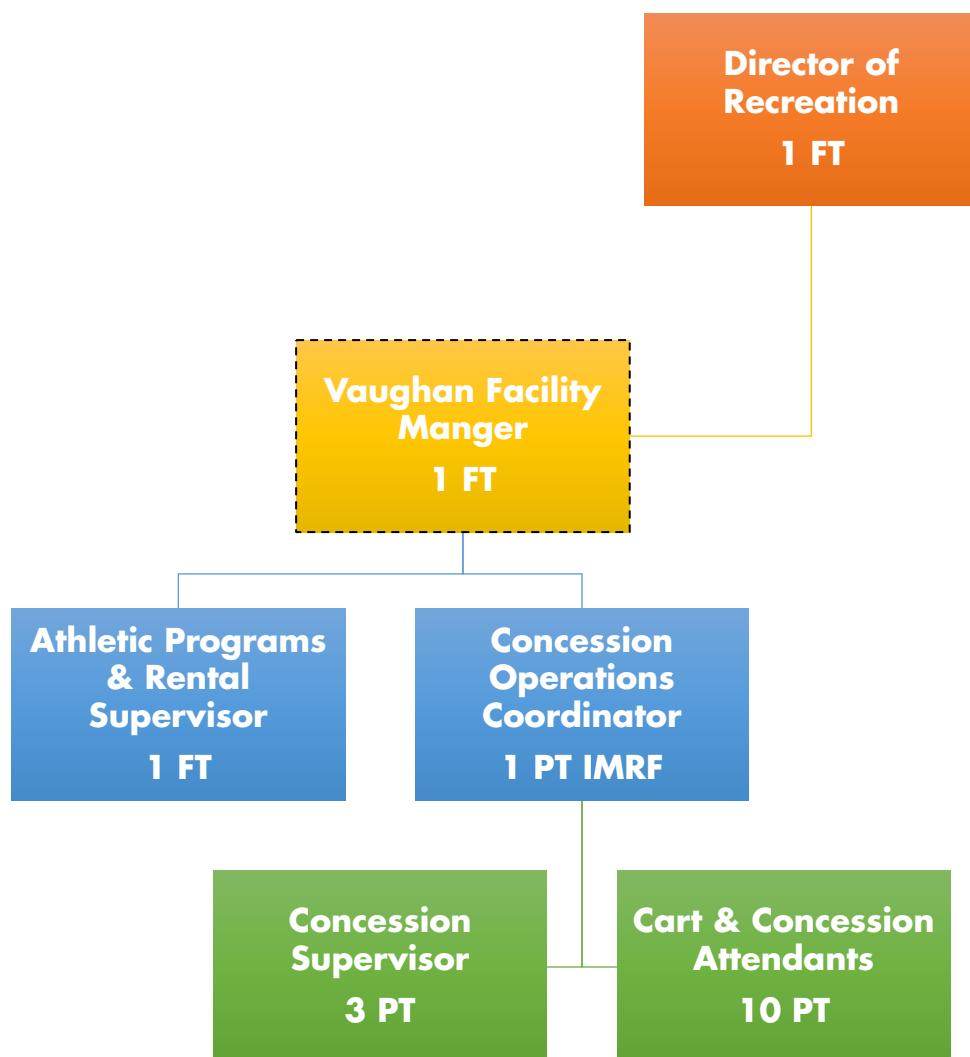 Director of
Recreation
1 FT
Vaughan Facility
Manger
1 FT
Athletic Programs
& Rental
Supervisor
1 FT
Concession
Operations
Coordinator
1 PT IMRF
Concession
Supervisor
3 PT
Cart & Concession
Attendants
10 PT